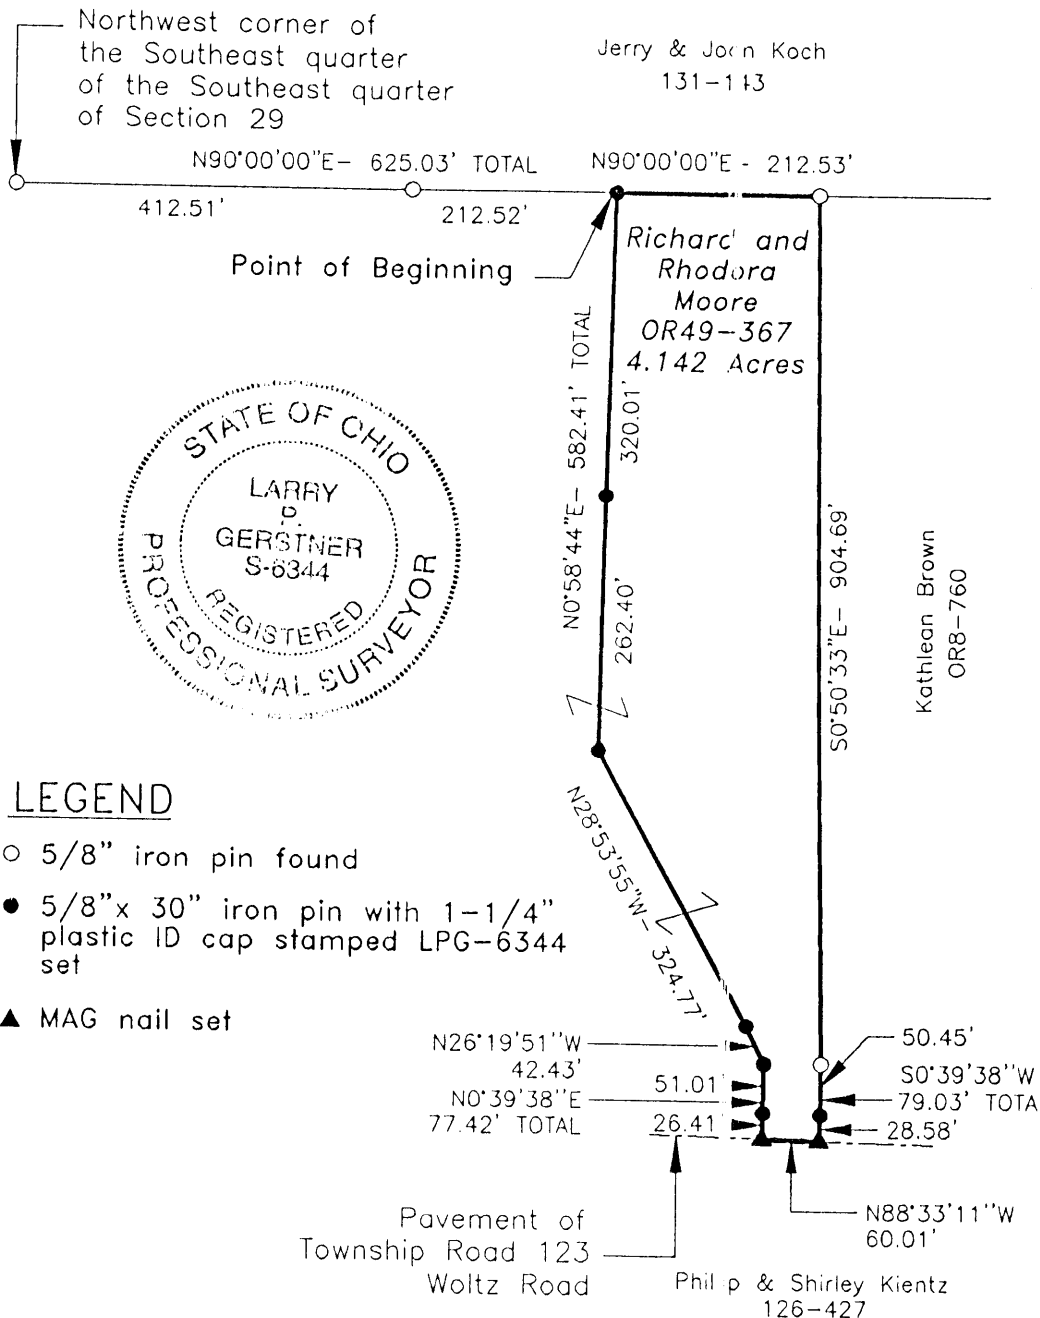 Northwest corner of
the Southeast quarter
of the Southeast quarter
of Section 29
Jerry & Joan Koch
131-143
N90°00'00"E- 625.03' TOTAL
N90°00'00"E - 212.53'
412.51'
212.52'
Point of Beginning
Richard and
Rhodora
Moore
OR49-367
4.142 Acres
N0°58'44"E- 582.41' TOTAL
320.01'
262.40'
S0°50'33"E- 904.69'
Kathlean Brown
OR8-760
STATE OF OHIO
LARRY
P.
GERSTNER
S-6344
REGISTERED
PROFESSIONAL SURVEYOR
LEGEND
5/8" iron pin found
5/8"x 30" iron pin with 1-1/4"
plastic ID cap stamped LPG-6344
set
MAG nail set
N28°53'55"W- 324.77'
N26°19'51"W
42.43'
N0°39'38"E
77.42' TOTAL
51.01'
26.41'
50.45'
S0°39'38"W
79.03' TOTA
28.58'
N88°33'11"W
60.01'
Pavement of
Township Road 123
Woltz Road
Philip & Shirley Kientz
126-427